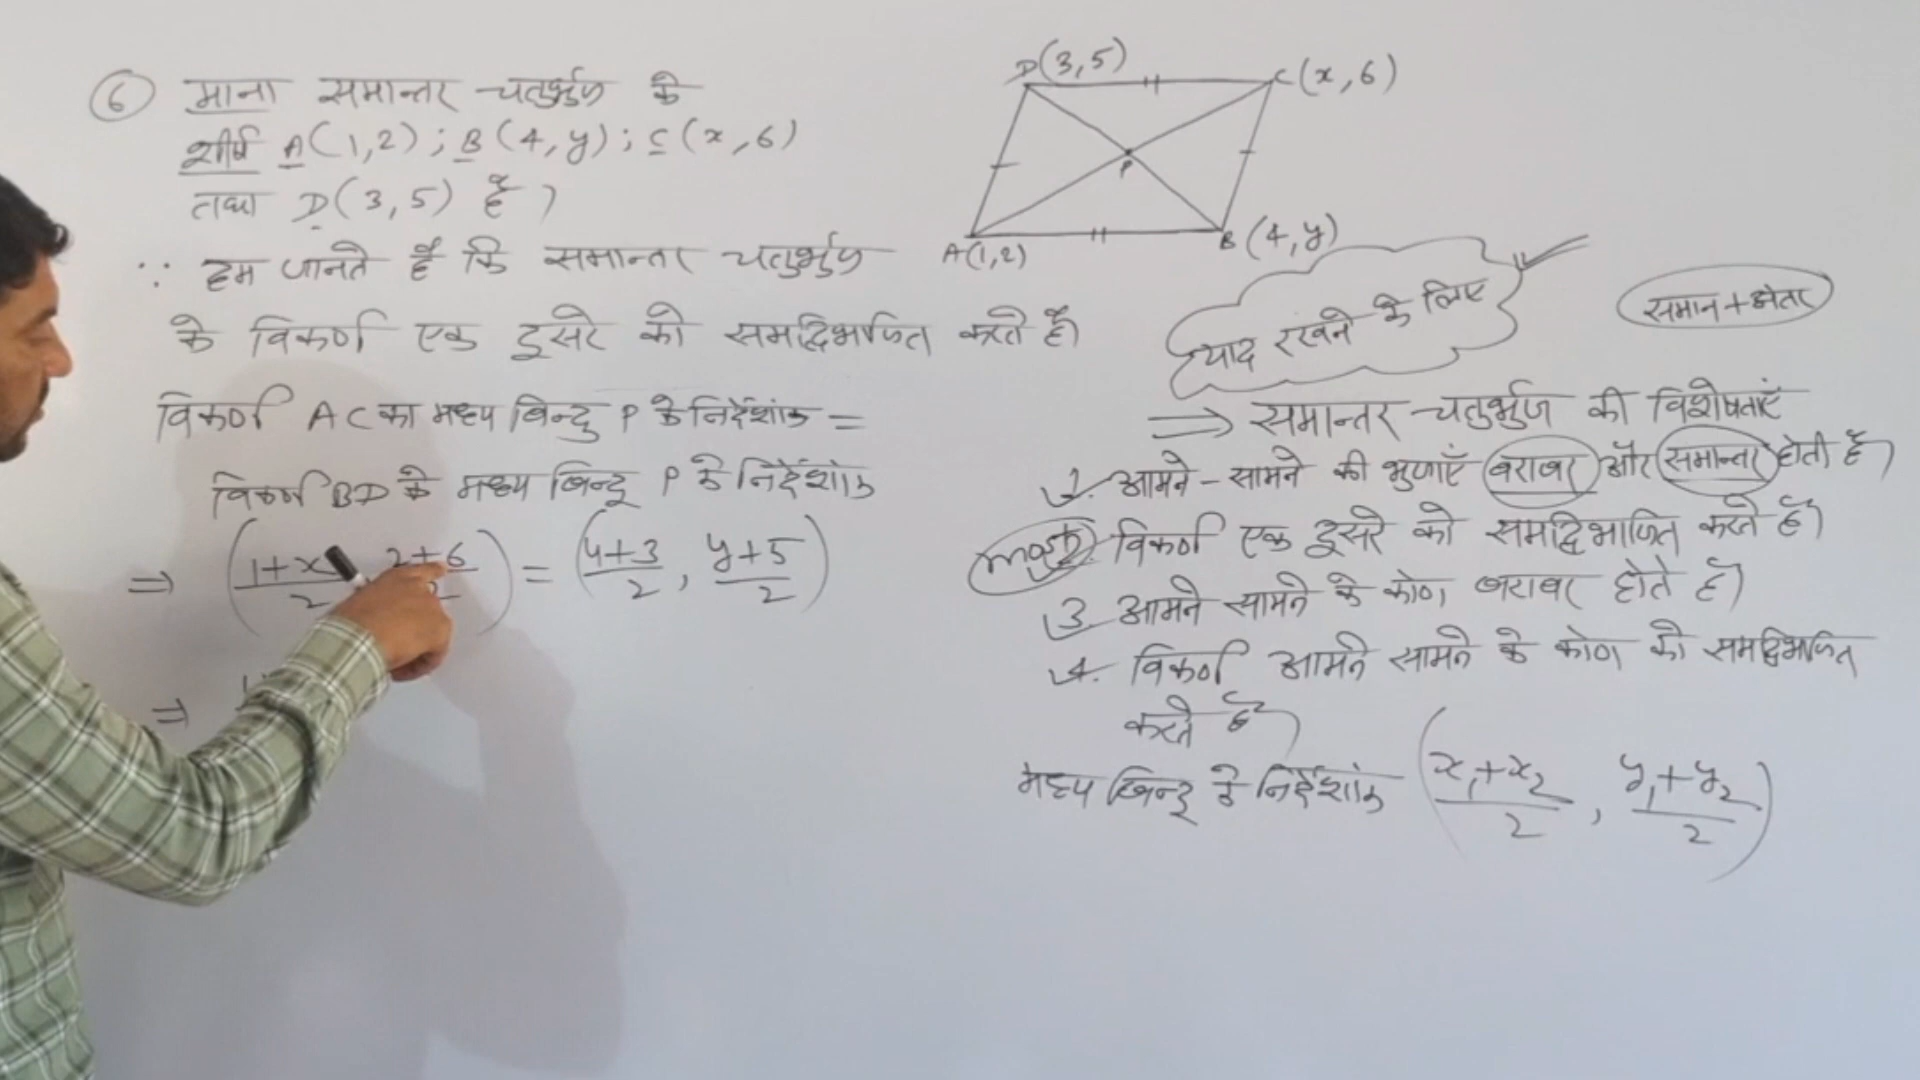 ⑥ माना समान्तर चतुर्भुज के
शीर्ष A(1,2) ; B(4,y) ; C(x,6)
तथा D(3,5) है)
∵ हम जानते हैं कि समान्तर चतुर्भुज
के विकर्ण एक दूसरे को समद्विभाजित करते हैं)
विकर्ण AC का मध्य बिन्दु P के निर्देशांक =
विकर्ण BD के मध्य बिन्दु P के निर्देशांक
⇒ (1+x/2, 2+6/2) = (4+3/2, y+5/2)
⇒
D(3,5)
C(x,6)
P
A(1,2)
B(4,y)
याद रखने के लिए
समान + अंतर
⇒ समान्तर चतुर्भुज की विशेषताएँ
1. आमने-सामने की भुजाएँ बराबर और समान्तर होती है)
विकर्ण एक दूसरे को समद्विभाजित करते है)
3. आमने सामने के कोण बराबर होते है)
4. विकर्ण आमने सामने के कोण को समद्विभाजित
करते है)
मध्य बिन्दु के निर्देशांक (x₁+x₂/2, y₁+y₂/2)